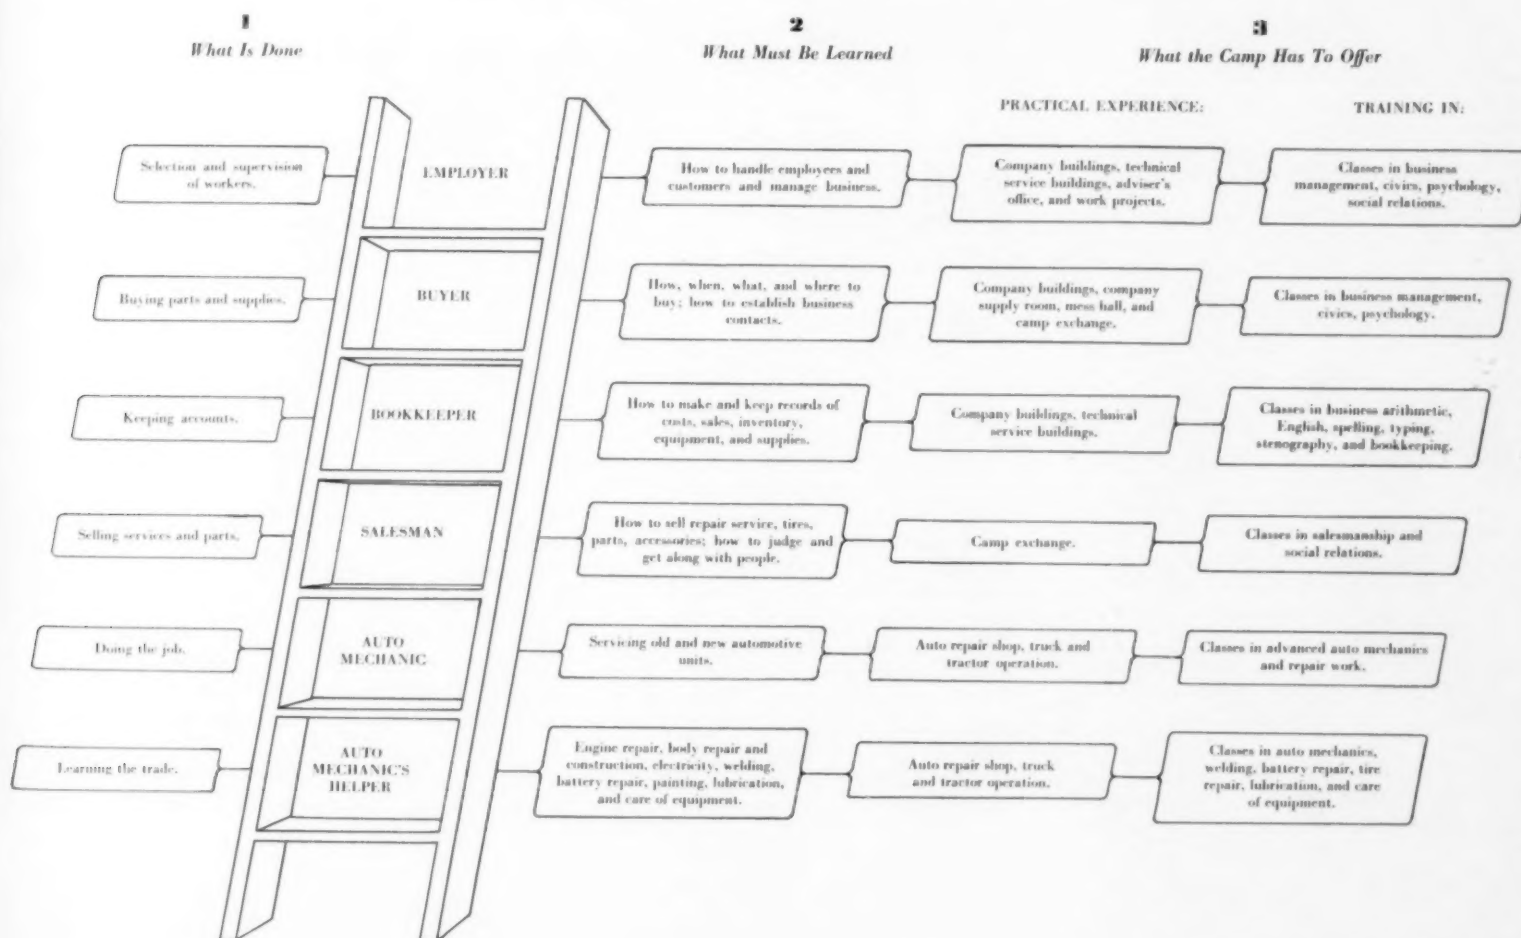 1
What Is Done
2
What Must Be Learned
3
What the Camp Has To Offer
PRACTICAL EXPERIENCE:
TRAINING IN:
Selection and supervision
of workers.
EMPLOYER
How to handle employees and
customers and manage business.
Company buildings, technical
service buildings, adviser's
office, and work projects.
Classes in business
management, civics, psychology,
social relations.
Buying parts and supplies.
BUYER
How, when, what, and where to
buy; how to establish business
contacts.
Company buildings, company
supply room, mess hall, and
camp exchange.
Classes in business management,
civics, psychology.
Keeping accounts.
BOOKKEEPER
How to make and keep records of
costs, sales, inventory,
equipment, and supplies.
Company buildings, technical
service buildings.
Classes in business arithmetic,
English, spelling, typing,
stenography, and bookkeeping.
Selling services and parts.
SALESMAN
How to sell repair service, tires,
parts, accessories; how to judge and
get along with people.
Camp exchange.
Classes in salesmanship and
social relations.
Doing the job.
AUTO
MECHANIC
Servicing old and new automotive
units.
Auto repair shop, truck and
tractor operation.
Classes in advanced auto mechanics
and repair work.
Learning the trade.
AUTO
MECHANIC'S
HELPER
Engine repair, body repair and
construction, electricity, welding,
battery repair, painting, lubrication,
and care of equipment.
Auto repair shop, truck
and tractor operation.
Classes in auto mechanics,
welding, battery repair, tire
repair, lubrication, and care
of equipment.